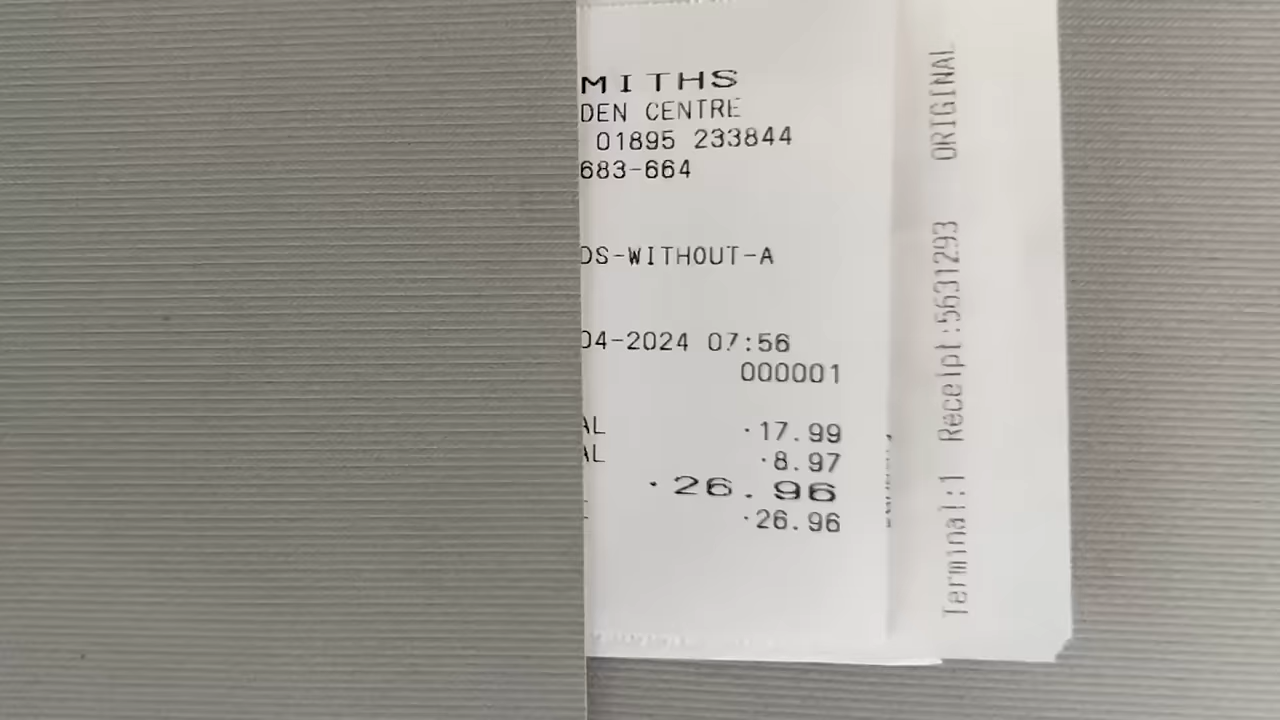 MITHS
DEN CENTRE
01895 233844
683-664
DS-WITHOUT-A
04-2024 07:56
000001
AL ·17.99
AL ·8.97
·26.96
·26.96
Terminal:1 Receipt:5631293 ORIGINAL